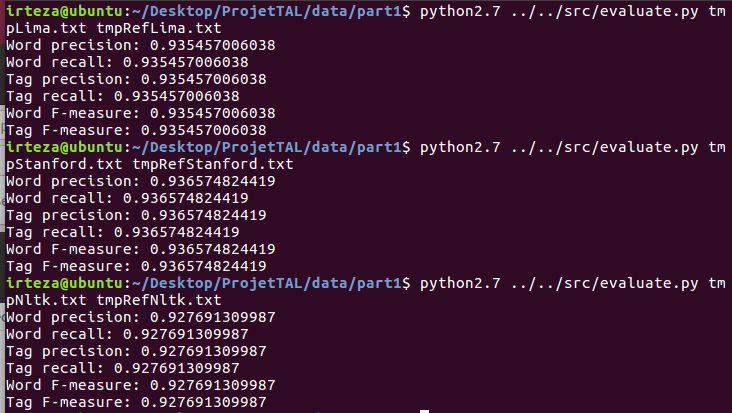 irteza@ubuntu:~/Desktop/ProjetTAL/data/part1$ python2.7 ../../src/evaluate.py tm
pLima.txt tmpRefLima.txt
Word precision: 0.935457006038
Word recall: 0.935457006038
Tag precision: 0.935457006038
Tag recall: 0.935457006038
Word F-measure: 0.935457006038
Tag F-measure: 0.935457006038
irteza@ubuntu:~/Desktop/ProjetTAL/data/part1$ python2.7 ../../src/evaluate.py tm
pStanford.txt tmpRefStanford.txt
Word precision: 0.936574824419
Word recall: 0.936574824419
Tag precision: 0.936574824419
Tag recall: 0.936574824419
Word F-measure: 0.936574824419
Tag F-measure: 0.936574824419
irteza@ubuntu:~/Desktop/ProjetTAL/data/part1$ python2.7 ../../src/evaluate.py tm
pNltk.txt tmpRefNltk.txt
Word precision: 0.927691309987
Word recall: 0.927691309987
Tag precision: 0.927691309987
Tag recall: 0.927691309987
Word F-measure: 0.927691309987
Tag F-measure: 0.927691309987